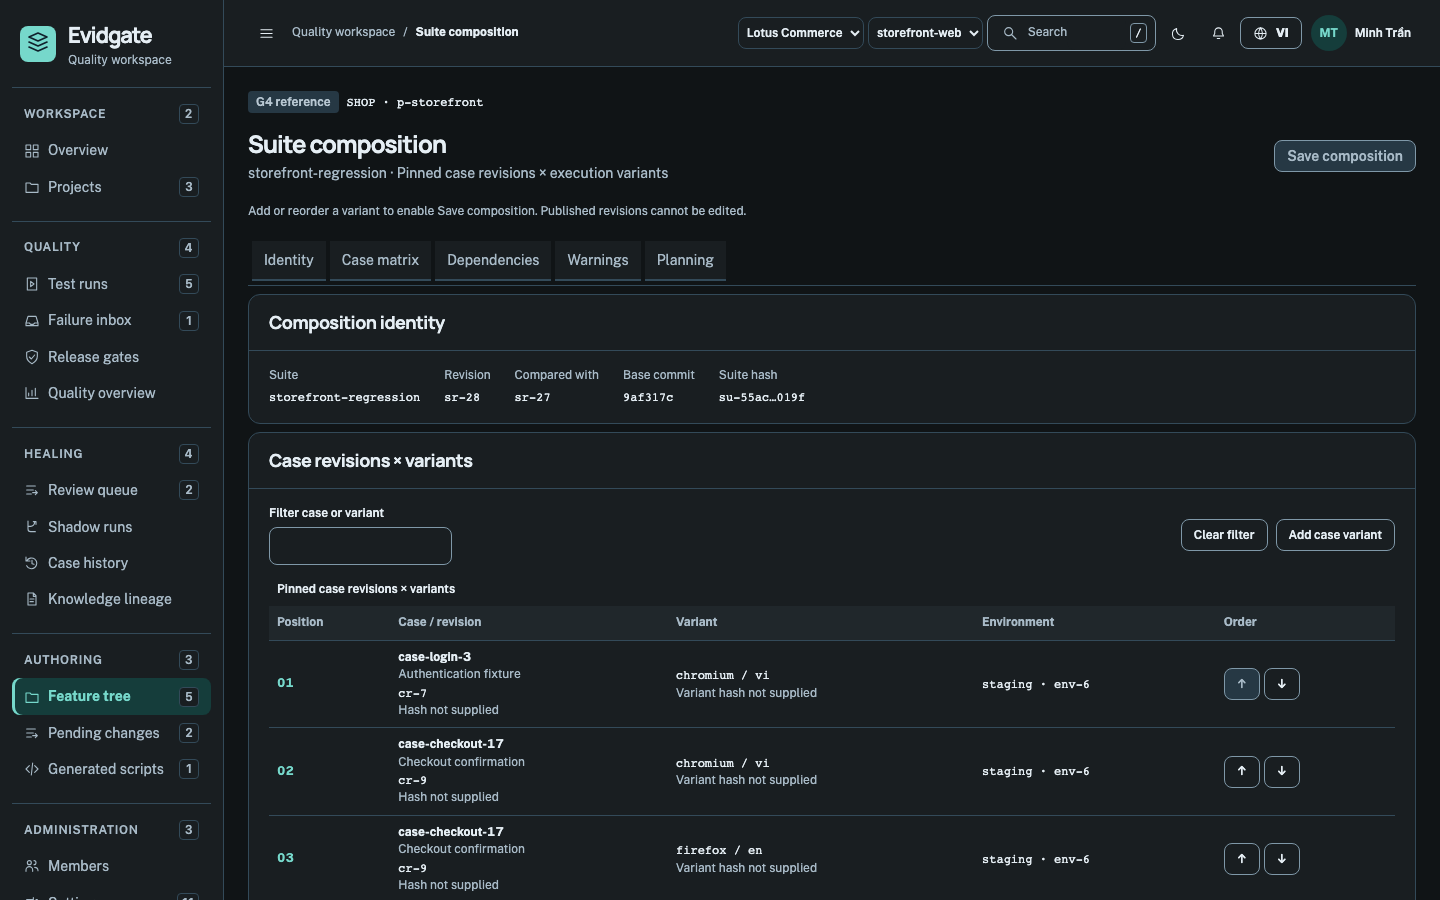 Evidgate
Quality workspace
WORKSPACE 2
Overview
Projects 3
QUALITY 4
Test runs 5
Failure inbox 1
Release gates
Quality overview
HEALING 4
Review queue 2
Shadow runs
Case history
Knowledge lineage
AUTHORING 3
Feature tree 5
Pending changes 2
Generated scripts 1
ADMINISTRATION 3
Members
Quality workspace / Suite composition
Lotus Commerce storefront-web Search / VI MT Minh Trần
G4 reference SHOP · p-storefront
Suite composition
storefront-regression · Pinned case revisions × execution variants
Save composition
Add or reorder a variant to enable Save composition. Published revisions cannot be edited.
Identity Case matrix Dependencies Warnings Planning
Composition identity
Suite Revision Compared with Base commit Suite hash
storefront-regression sr-28 sr-27 9af317c su-55ac…019f
Case revisions × variants
Filter case or variant
Clear filter Add case variant
Pinned case revisions × variants
Position Case / revision Variant Environment Order
01 case-login-3
Authentication fixture
cr-7
Hash not supplied
chromium / vi
Variant hash not supplied
staging · env-6
↑ ↓
02 case-checkout-17
Checkout confirmation
cr-9
Hash not supplied
chromium / vi
Variant hash not supplied
staging · env-6
↑ ↓
03 case-checkout-17
Checkout confirmation
cr-9
Hash not supplied
firefox / en
Variant hash not supplied
staging · env-6
↑ ↓